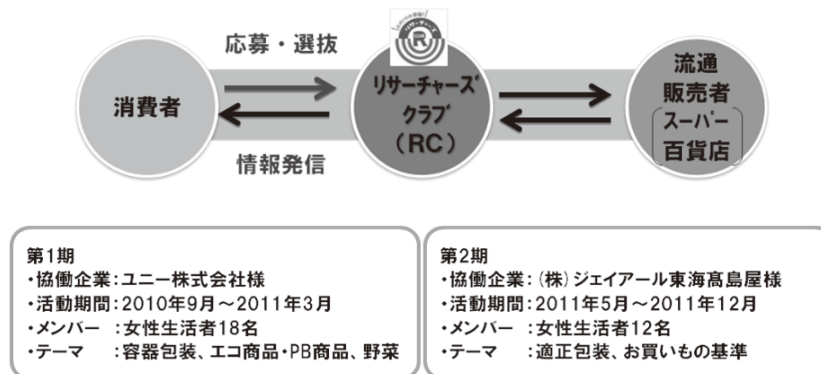 応募・選抜
消費者
情報発信
R
リサーチャーズ
クラブ
(RC)
流通
販売者
スーパー
百貨店
第1期
・協働企業:ユニー株式会社様
・活動期間:2010年9月~2011年3月
・メンバー :女性生活者18名
・テーマ :容器包装、エコ商品・PB商品、野菜
第2期
・協働企業:(株)ジェイアール東海髙島屋様
・活動期間:2011年5月~2011年12月
・メンバー :女性生活者12名
・テーマ :適正包装、お買いもの基準